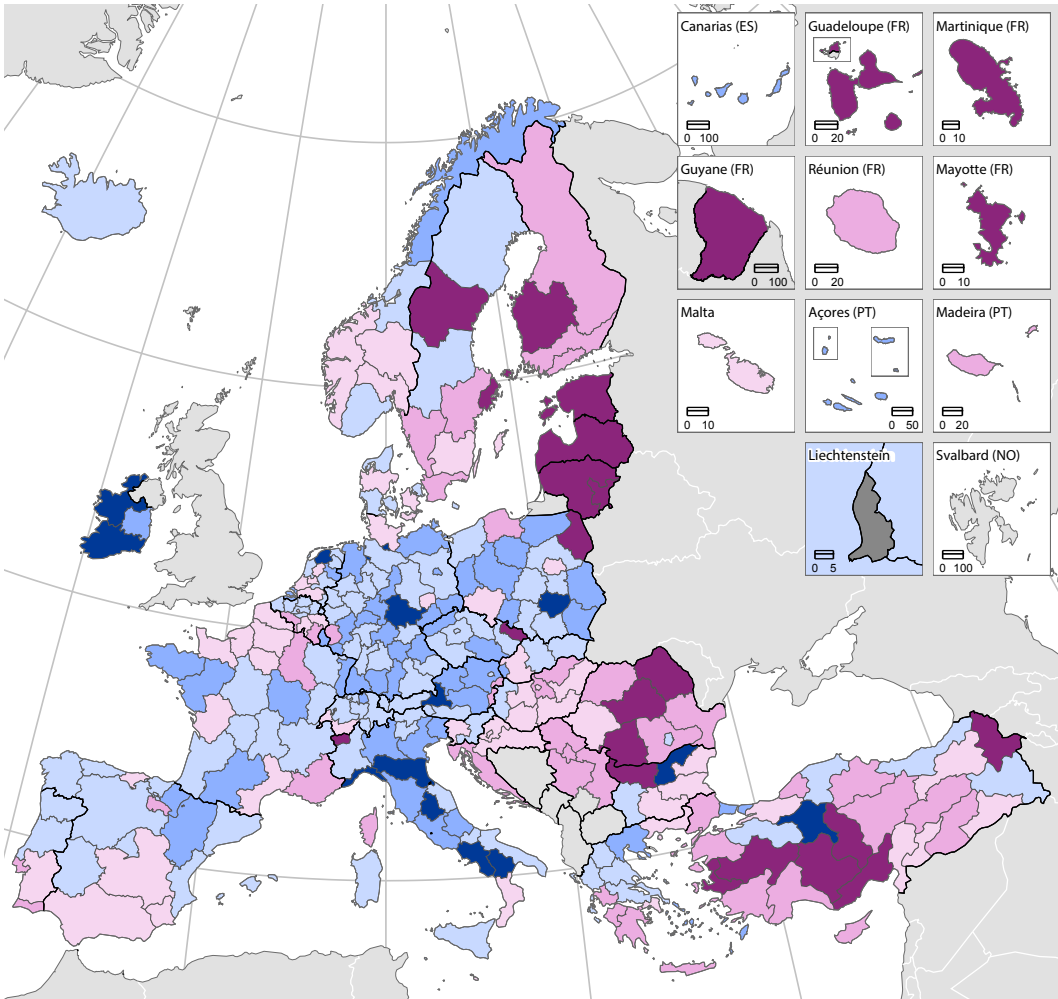 Canarias (ES)
0 100
Guadeloupe (FR)
0 20
Martinique (FR)
0 10
Guyane (FR)
0 100
Réunion (FR)
0 20
Mayotte (FR)
0 10
Malta
0 10
Açores (PT)
0 50
Madeira (PT)
0 20
Liechtenstein
0 5
Svalbard (NO)
0 100